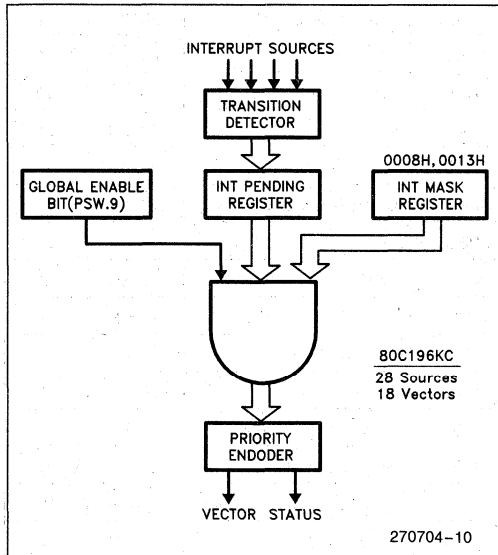 INTERRUPT SOURCES
TRANSITION
DETECTOR
0008H, 0013H
GLOBAL ENABLE
BIT(PSW.9)
INT PENDING
REGISTER
INT MASK
REGISTER
80C196KC
28 Sources
18 Vectors
PRIORITY
ENDODER
VECTOR STATUS
270704-10